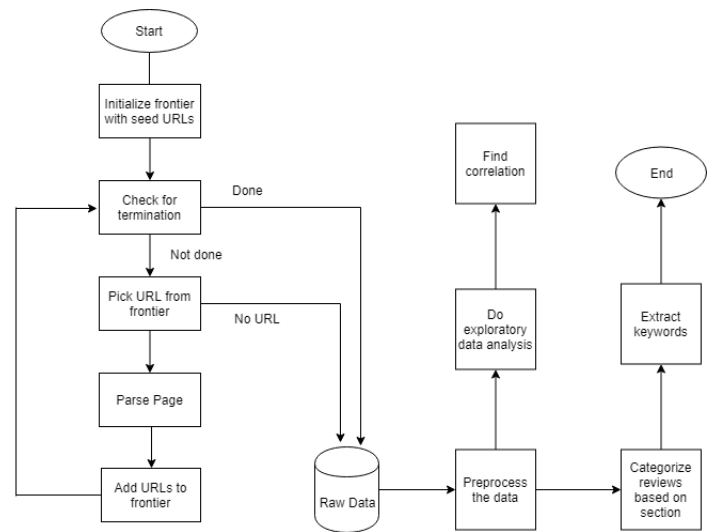 Start
Initialize frontier
with seed URLs
Check for
termination
Done
Not done
Pick URL from
frontier
No URL
Parse Page
Add URLs to
frontier
Raw Data
Preprocess
the data
Do
exploratory
data analysis
Find
correlation
Categorize
reviews
based on
section
Extract
keywords
End